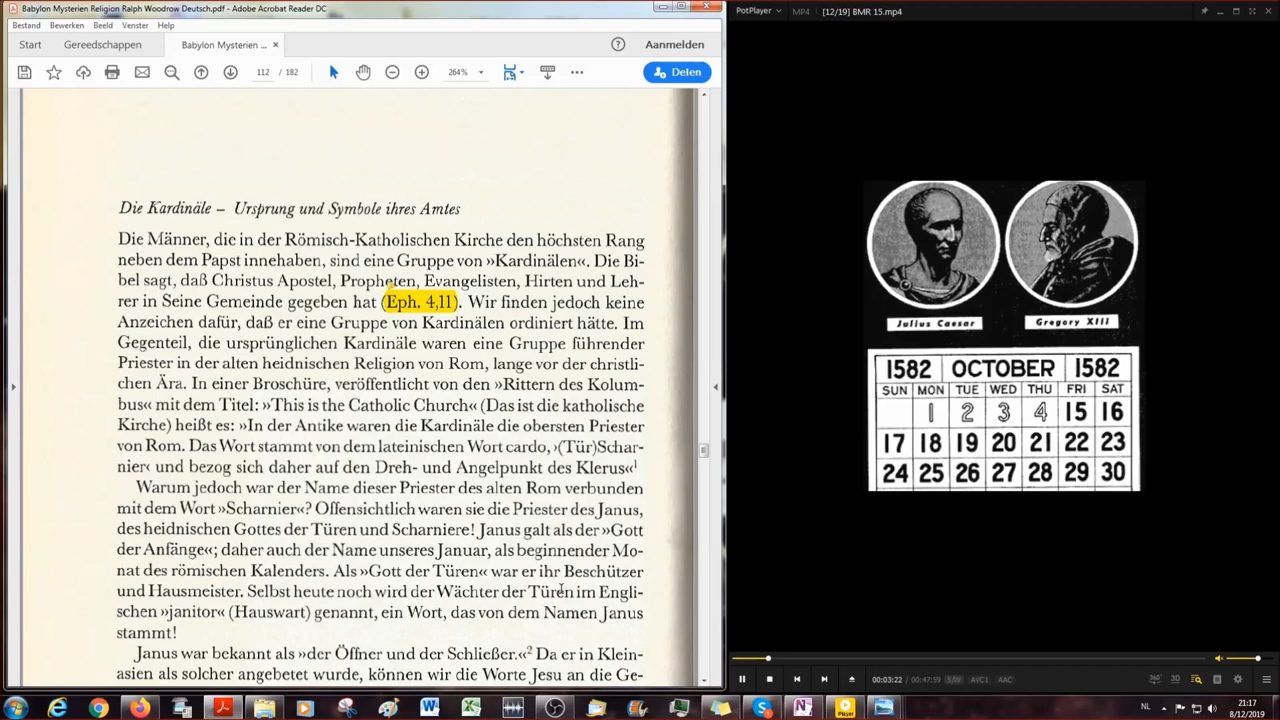 Babylon Mysterien Religion Ralph Woodrow Deutsch.pdf - Adobe Acrobat Reader DC
Bestand Bewerken Beeld Venster Help
Start Gereedschappen Babylon Mysterien ... × Aanmelden
112 / 182 264% Delen
Die Kardinäle – Ursprung und Symbole ihres Amtes
Die Männer, die in der Römisch-Katholischen Kirche den höchsten Rang
neben dem Papst innehaben, sind eine Gruppe von »Kardinälen«. Die Bi-
bel sagt, daß Christus Apostel, Propheten, Evangelisten, Hirten und Leh-
rer in Seine Gemeinde gegeben hat (Eph. 4,11). Wir finden jedoch keine
Anzeichen dafür, daß er eine Gruppe von Kardinälen ordiniert hätte. Im
Gegenteil, die ursprünglichen Kardinäle waren eine Gruppe führender
Priester in der alten heidnischen Religion von Rom, lange vor der christli-
chen Ära. In einer Broschüre, veröffentlicht von den »Rittern des Kolum-
bus« mit dem Titel: »This is the Catholic Church« (Das ist die katholische
Kirche) heißt es: »In der Antike waren die Kardinäle die obersten Priester
von Rom. Das Wort stammt von dem lateinischen Wort cardo, ›(Tür)Schar-
nier‹ und bezog sich daher auf den Dreh- und Angelpunkt des Klerus«1
Warum jedoch war der Name dieser Priester des alten Rom verbunden
mit dem Wort »Scharnier«? Offensichtlich waren sie die Priester des Janus,
des heidnischen Gottes der Türen und Scharniere! Janus galt als der »Gott
der Anfänge«; daher auch der Name unseres Januar, als beginnender Mo-
nat des römischen Kalenders. Als »Gott der Türen« war er ihr Beschützer
und Hausmeister. Selbst heute noch wird der Wächter der Türen im Engli-
schen »janitor« (Hauswart) genannt, ein Wort, das von dem Namen Janus
stammt!
Janus war bekannt als »der Öffner und der Schließer.«2 Da er in Klein-
asien als solcher angebetet wurde, können wir die Worte Jesu an die Ge-
PotPlayer MP4 [12/19] BMR 15.mp4
Julius Caesar Gregory XIII
1582 OCTOBER 1582
SUN MON TUE WED THU FRI SAT
1 2 3 4 15 16
17 18 19 20 21 22 23
24 25 26 27 28 29 30
00:03:22 / 00:47:59 S/W AVC1 AAC
360° 3D
NL 21:17
8/12/2019